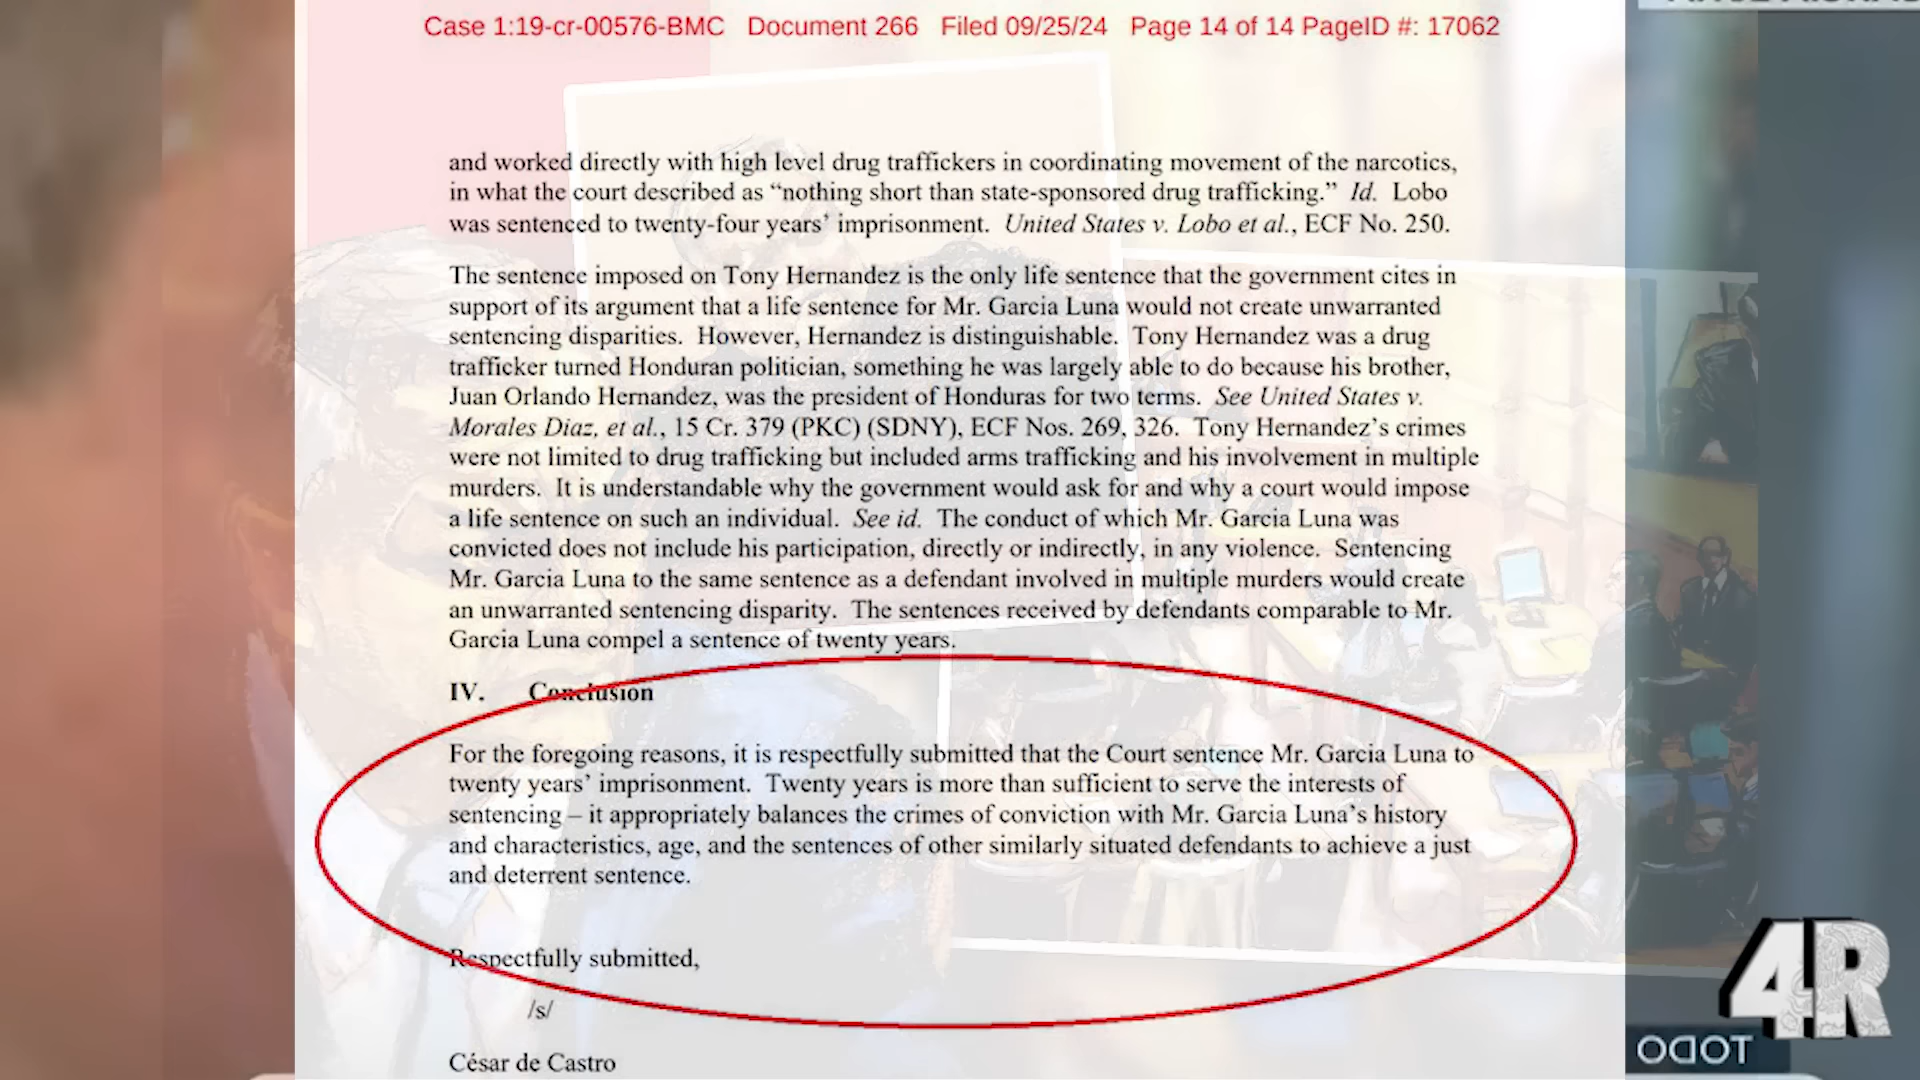 Case 1:19-cr-00576-BMC Document 266 Filed 09/25/24 Page 14 of 14 PageID #: 17062
and worked directly with high level drug traffickers in coordinating movement of the narcotics,
in what the court described as “nothing short than state-sponsored drug trafficking.” Id. Lobo
was sentenced to twenty-four years’ imprisonment. United States v. Lobo et al., ECF No. 250.
The sentence imposed on Tony Hernandez is the only life sentence that the government cites in
support of its argument that a life sentence for Mr. Garcia Luna would not create unwarranted
sentencing disparities. However, Hernandez is distinguishable. Tony Hernandez was a drug
trafficker turned Honduran politician, something he was largely able to do because his brother,
Juan Orlando Hernandez, was the president of Honduras for two terms. See United States v.
Morales Diaz, et al., 15 Cr. 379 (PKC) (SDNY), ECF Nos. 269, 326. Tony Hernandez’s crimes
were not limited to drug trafficking but included arms trafficking and his involvement in multiple
murders. It is understandable why the government would ask for and why a court would impose
a life sentence on such an individual. See id. The conduct of which Mr. Garcia Luna was
convicted does not include his participation, directly or indirectly, in any violence. Sentencing
Mr. Garcia Luna to the same sentence as a defendant involved in multiple murders would create
an unwarranted sentencing disparity. The sentences received by defendants comparable to Mr.
Garcia Luna compel a sentence of twenty years.
IV. Conclusion
For the foregoing reasons, it is respectfully submitted that the Court sentence Mr. Garcia Luna to
twenty years’ imprisonment. Twenty years is more than sufficient to serve the interests of
sentencing – it appropriately balances the crimes of conviction with Mr. Garcia Luna’s history
and characteristics, age, and the sentences of other similarly situated defendants to achieve a just
and deterrent sentence.
Respectfully submitted,
/s/
César de Castro
4R
TODO